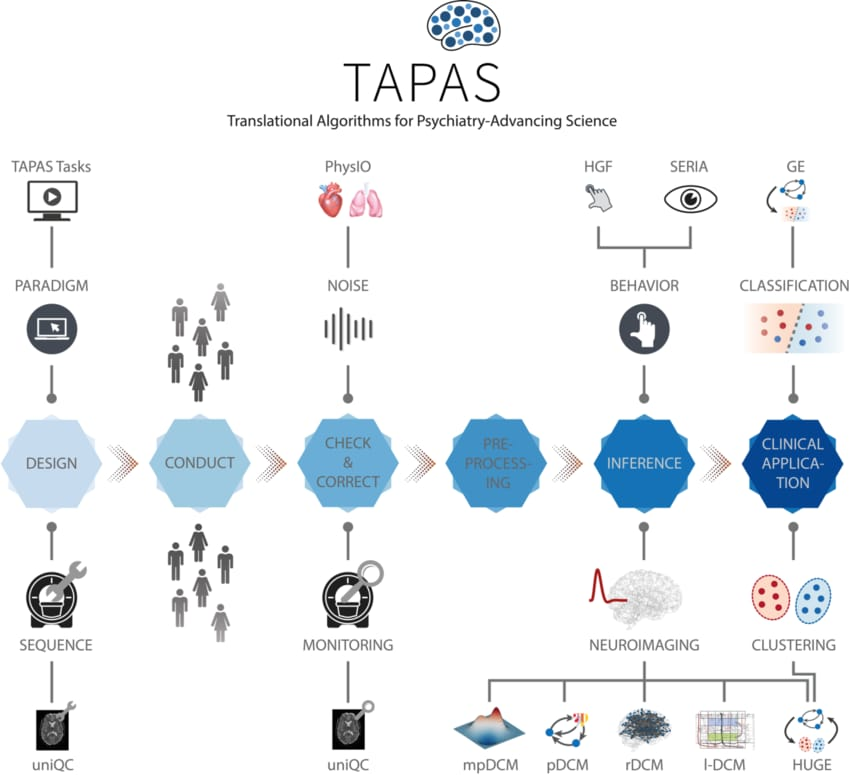 TAPAS
Translational Algorithms for Psychiatry-Advancing Science
TAPAS Tasks
PhysIO
HGF
SERIA
GE
PARADIGM
NOISE
BEHAVIOR
CLASSIFICATION
DESIGN
CONDUCT
CHECK
&
CORRECT
PRE-
PROCESS-
ING
INFERENCE
CLINICAL
APPLICA-
TION
SEQUENCE
MONITORING
NEUROIMAGING
CLUSTERING
uniQC
uniQC
mpDCM
pDCM
rDCM
l-DCM
HUGE